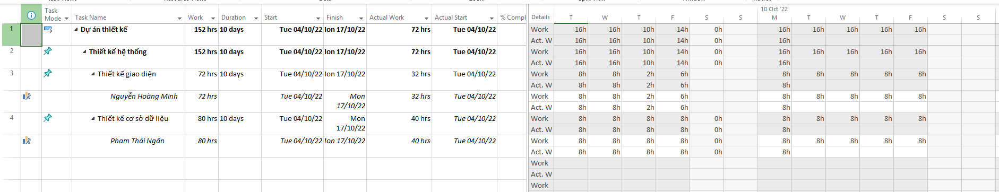 10 Oct '22
Task Mode Task Name Work Duration Start Finish Actual Work Actual Start % Compl Details T W T F S S M T W T F S S
1 Dự án thiết kế 152 hrs 10 days Tue 04/10/22 Ion 17/10/22 72 hrs Tue 04/10/22 Work 16h 16h 10h 14h 0h 16h 16h 16h 16h 16h
Act. W 16h 16h 10h 14h 0h 16h
2 Thiết kế hệ thống 152 hrs 10 days Tue 04/10/22 Ion 17/10/22 72 hrs Tue 04/10/22 Work 16h 16h 10h 14h 0h 16h 16h 16h 16h 16h
Act. W 16h 16h 10h 14h 0h 16h
3 Thiết kế giao diện 72 hrs 10 days Tue 04/10/22 Ion 17/10/22 32 hrs Tue 04/10/22 Work 8h 8h 2h 6h 8h 8h 8h 8h 8h
Act. W 8h 8h 2h 6h 8h
Nguyễn Hoàng Minh 72 hrs Tue 04/10/22 Mon 17/10/22 32 hrs Tue 04/10/22 Work 8h 8h 2h 6h 8h 8h 8h 8h 8h
Act. W 8h 8h 2h 6h 8h
4 Thiết kế cơ sở dữ liệu 80 hrs 10 days Tue 04/10/22 Mon 17/10/22 40 hrs Tue 04/10/22 Work 8h 8h 8h 8h 0h 8h 8h 8h 8h 8h
Act. W 8h 8h 8h 8h 0h 8h
Phạm Thái Ngân 80 hrs Tue 04/10/22 Ion 17/10/22 40 hrs Tue 04/10/22 Work 8h 8h 8h 8h 0h 8h 8h 8h 8h 8h
Act. W 8h 8h 8h 8h 0h 8h
Work
Act. W
Work